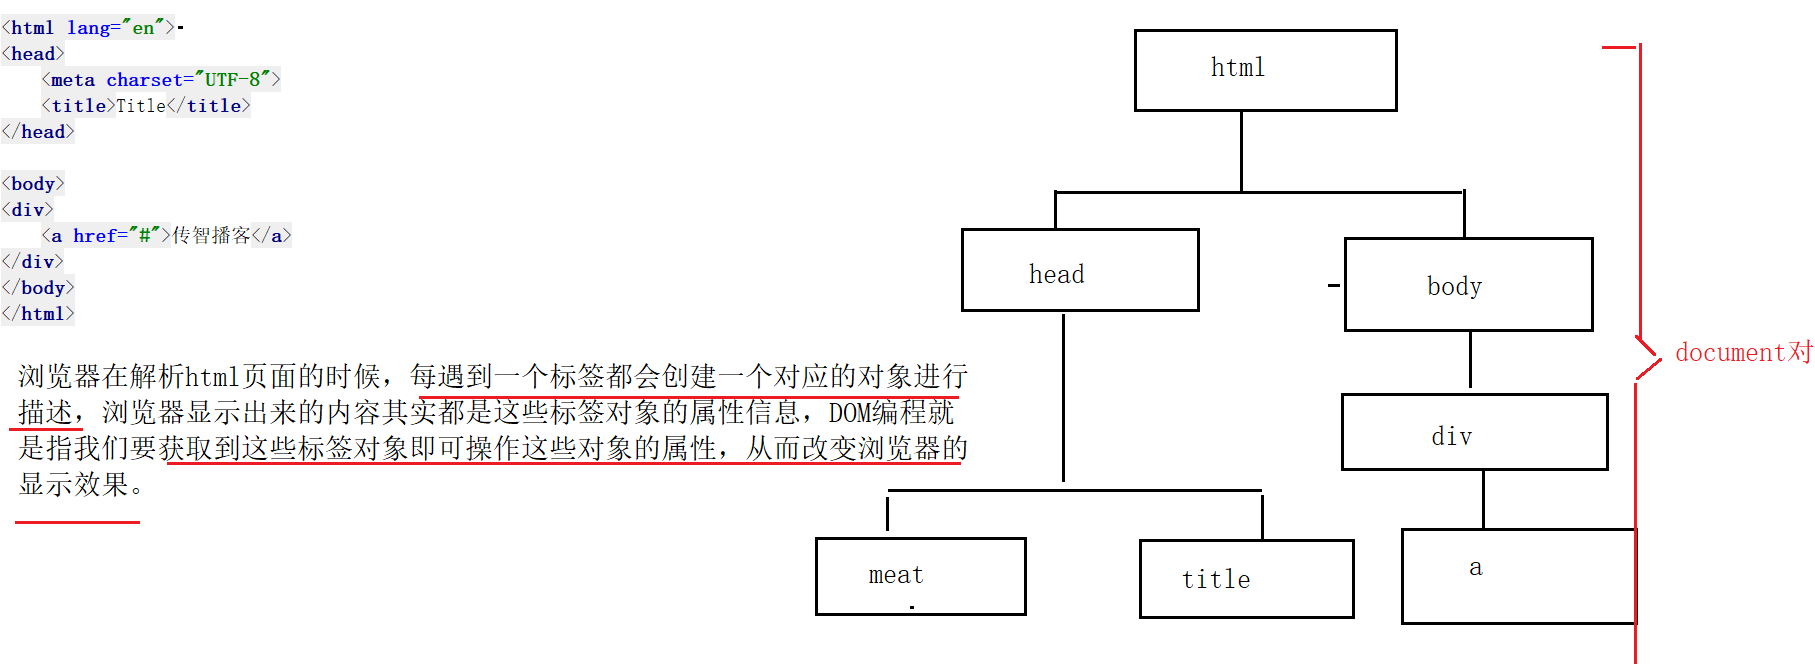 <html lang="en">
<head>
<meta charset="UTF-8">
<title>Title</title>
</head>
<body>
<div>
<a href="#">传智播客</a>
</div>
</body>
</html>
浏览器在解析html页面的时候，每遇到一个标签都会创建一个对应的对象进行
描述，浏览器显示出来的内容其实都是这些标签对象的属性信息，DOM编程就
是指我们要获取到这些标签对象即可操作这些对象的属性，从而改变浏览器的
显示效果。
html
head
body
div
meat
title
a
document对